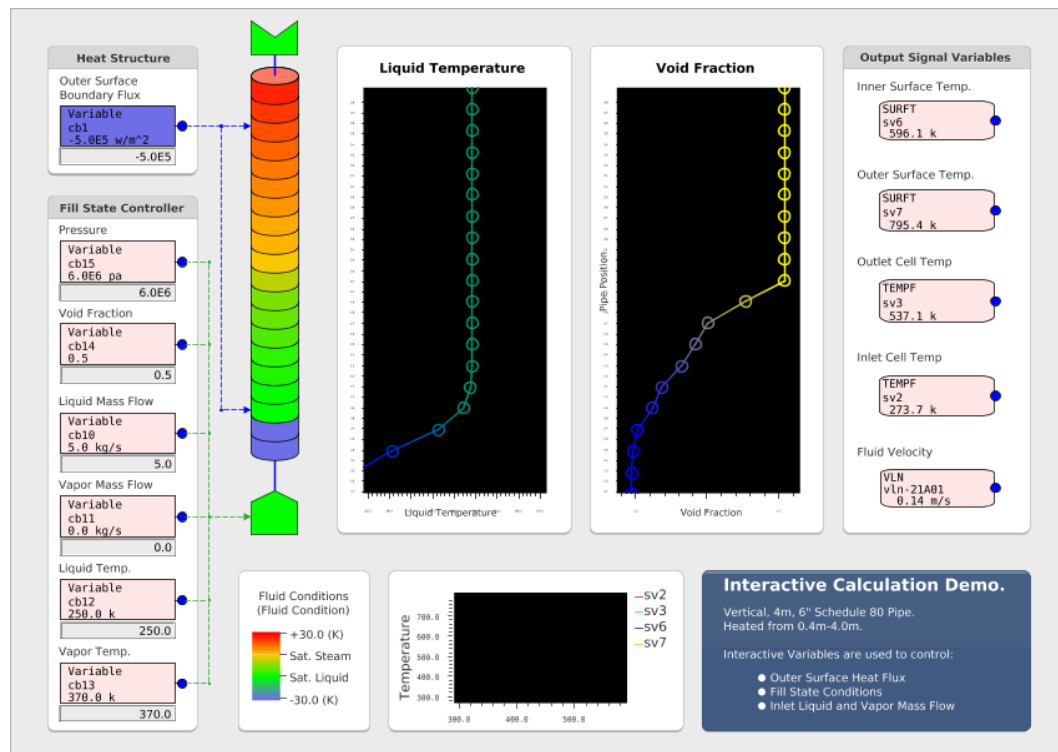 Heat Structure
Outer Surface
Boundary Flux
Variable
cb1
-5.0E5 w/m^2
-5.0E5
Fill State Controller
Pressure
Variable
cb15
6.0E6 pa
6.0E6
Void Fraction
Variable
cb14
0.5
0.5
Liquid Mass Flow
Variable
cb10
5.0 kg/s
5.0
Vapor Mass Flow
Variable
cb11
0.0 kg/s
0.0
Liquid Temp.
Variable
cb12
250.0 k
250.0
Vapor Temp.
Variable
cb13
370.0 k
370.0
Liquid Temperature
Liquid Temperature
Void Fraction
Pipe Position.
Void Fraction
Output Signal Variables
Inner Surface Temp.
SURFT
sv6
596.1 k
Outer Surface Temp.
SURFT
sv7
795.4 k
Outlet Cell Temp
TEMPF
sv3
537.1 k
Inlet Cell Temp
TEMPF
sv2
273.7 k
Fluid Velocity
VLN
vln-21A01
0.14 m/s
Fluid Conditions
(Fluid Condition)
+30.0 (K)
Sat. Steam
Sat. Liquid
-30.0 (K)
Temperature
700.0
600.0
500.0
400.0
300.0
300.0 400.0 500.0
sv2
sv3
sv6
sv7
Interactive Calculation Demo.
Vertical, 4m, 6" Schedule 80 Pipe.
Heated from 0.4m-4.0m.
Interactive Variables are used to control:
● Outer Surface Heat Flux
● Fill State Conditions
● Inlet Liquid and Vapor Mass Flow